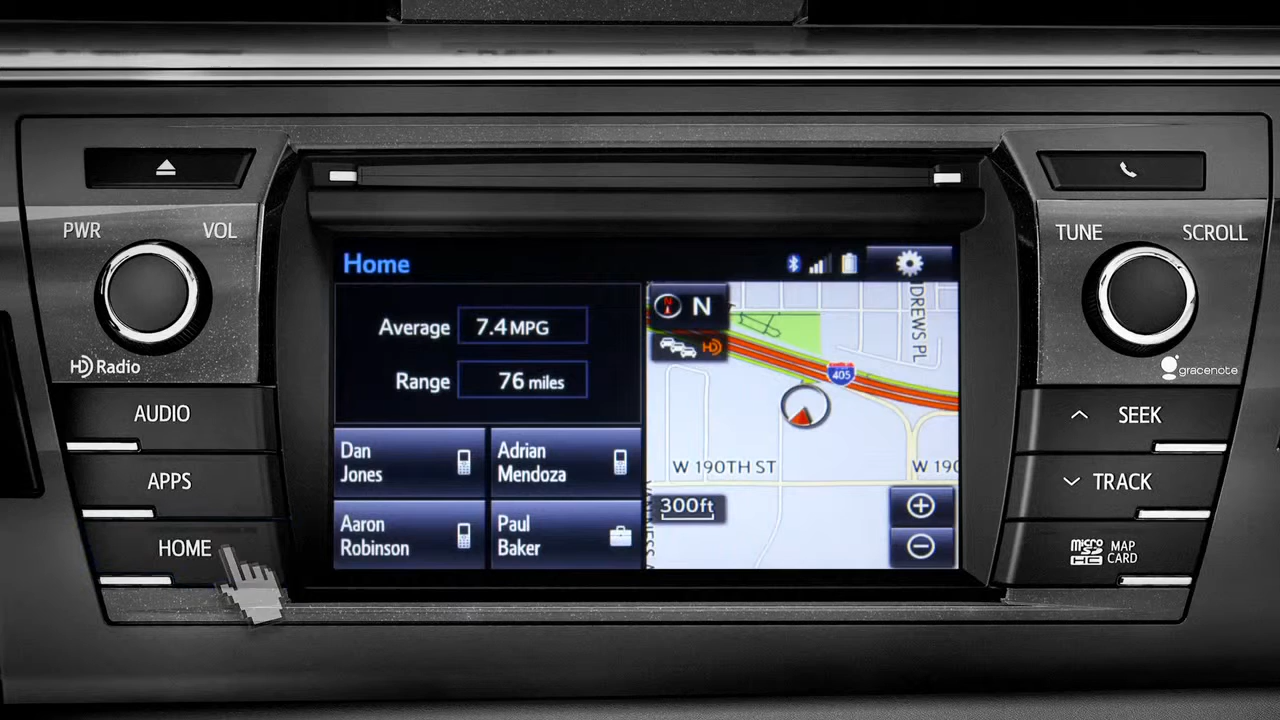 PWR
VOL
HD Radio
AUDIO
APPS
HOME
Home
Average
7.4 MPG
Range
76 miles
Dan
Jones
Adrian
Mendoza
Aaron
Robinson
Paul
Baker
N
N
HD
405
DREWS PL
W 190TH ST
W 190
300ft
TUNE
SCROLL
gracenote
SEEK
TRACK
micro
SD
HC
MAP
CARD